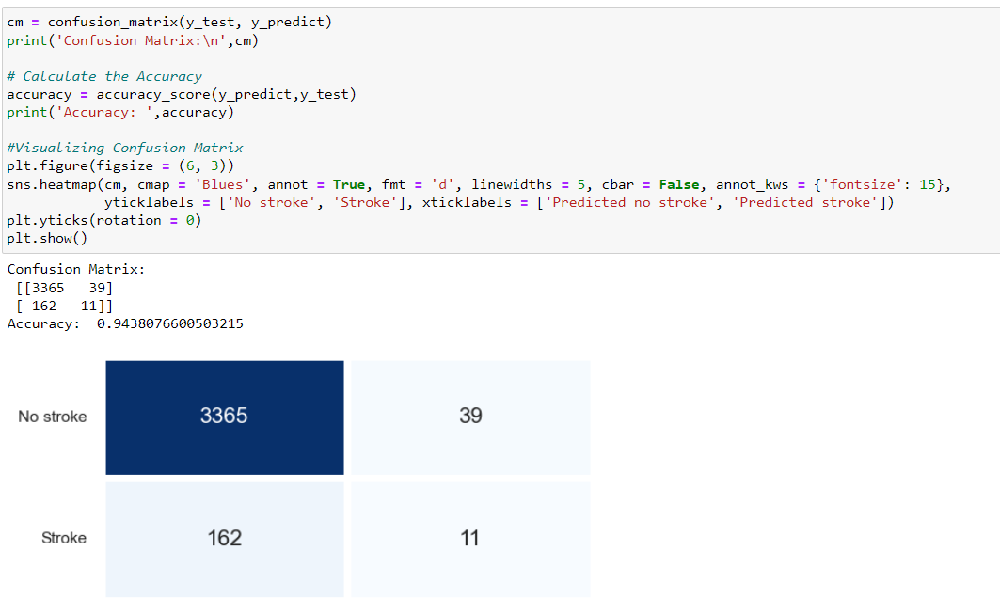 cm = confusion_matrix(y_test, y_predict)
print('Confusion Matrix:\n',cm)
# Calculate the Accuracy
accuracy = accuracy_score(y_predict,y_test)
print('Accuracy: ',accuracy)
#Visualizing Confusion Matrix
plt.figure(figsize = (6, 3))
sns.heatmap(cm, cmap = 'Blues', annot = True, fmt = 'd', linewidths = 5, cbar = False, annot_kws = {'fontsize': 15},
yticklabels = ['No stroke', 'Stroke'], xticklabels = ['Predicted no stroke', 'Predicted stroke'])
plt.yticks(rotation = 0)
plt.show()
Confusion Matrix:
[[3365 39]
[ 162 11]]
Accuracy: 0.9438076600503215
No stroke 3365 39
Stroke 162 11